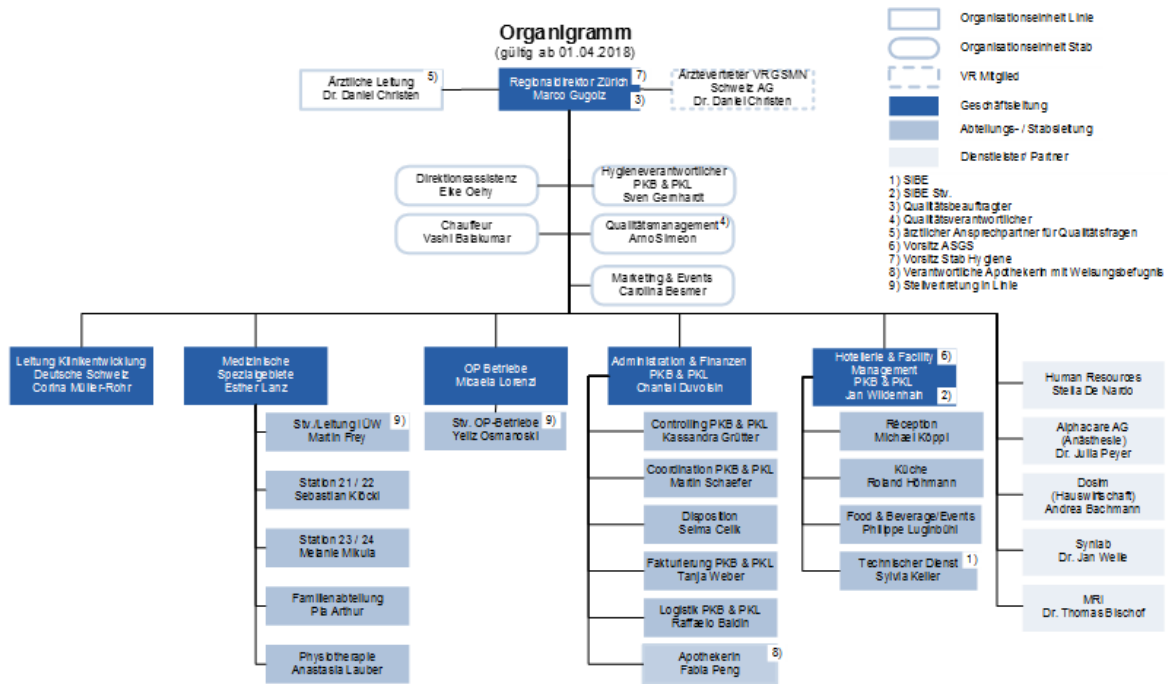 Organigramm
(gültig ab 01.04.2018)
Ärztliche Leitung 5)
Dr. Daniel Christen
Regionaldirektor Zürich 7)
Marco Gugolz 3)
Ärztevertreter VRGSMN
Schweiz AG
Dr. Daniel Christen
Organisationseinheit Linie
Organisationseinheit Stab
VR Mitglied
Geschäftsleitung
Abteilungs- / Stabsleitung
Dienstleister/ Partner
1) SIBE
2) SIBE Stv.
3) Qualitätsbeauftragter
4) Qualitätsverantwortlicher
5) ärztlicher Ansprechpartner für Qualitätsfragen
6) Vorsitz ASGS
7) Vorsitz Stab Hygiene
8) Verantwortliche Apothekerin mit Weisungsbefugnis
9) Stellvertretung in Linie
Direktionsassistenz
Elke Oehy
Hygieneverantwortlicher
PKB & PKL
Sven Gernhardt
Chauffeur
Vashi Balakumar
Qualitätsmanagement 4)
Arno Simeon
Marketing & Events
Carolina Besmer
Leitung Klinikentwicklung
Deutsche Schweiz
Corina Müller-Rohr
Medizinische
Spezialgebiete
Esther Lanz
Stv./Leitung IÜW 9)
Martin Frey
Station 21 / 22
Sebastian Klöckl
Station 23 / 24
Melanie Mikula
Familienabteilung
Pia Arthur
Physiotherapie
Anastasia Lauber
OP Betriebe
Micaela Lorenzi
Stv. OP-Betriebe 9)
Yeliz Osmanoski
Administration & Finanzen
PKB & PKL
Chantal Duvoisin
Controlling PKB & PKL
Kassandra Grütter
Coordination PKB & PKL
Martin Schaefer
Disposition
Selma Celik
Fakturierung PKB & PKL
Tanja Weber
Logistik PKB & PKL
Raffaelo Baldin
Apothekerin 8)
Fabia Peng
Hotellerie & Facility 6)
Management
PKB & PKL
Jan Wildenhain 2)
Réception
Michael Köppl
Küche
Roland Höhmann
Food & Beverage/Events
Philippe Luginbühl
Technischer Dienst 1)
Sylvia Keller
Human Resources
Stella De Nardo
Alphacare AG
(Anästhesie)
Dr. Julia Peyer
Dosim
(Hauswirtschaft)
Andrea Bachmann
Synlab
Dr. Jan Welle
MRI
Dr. Thomas Bischof